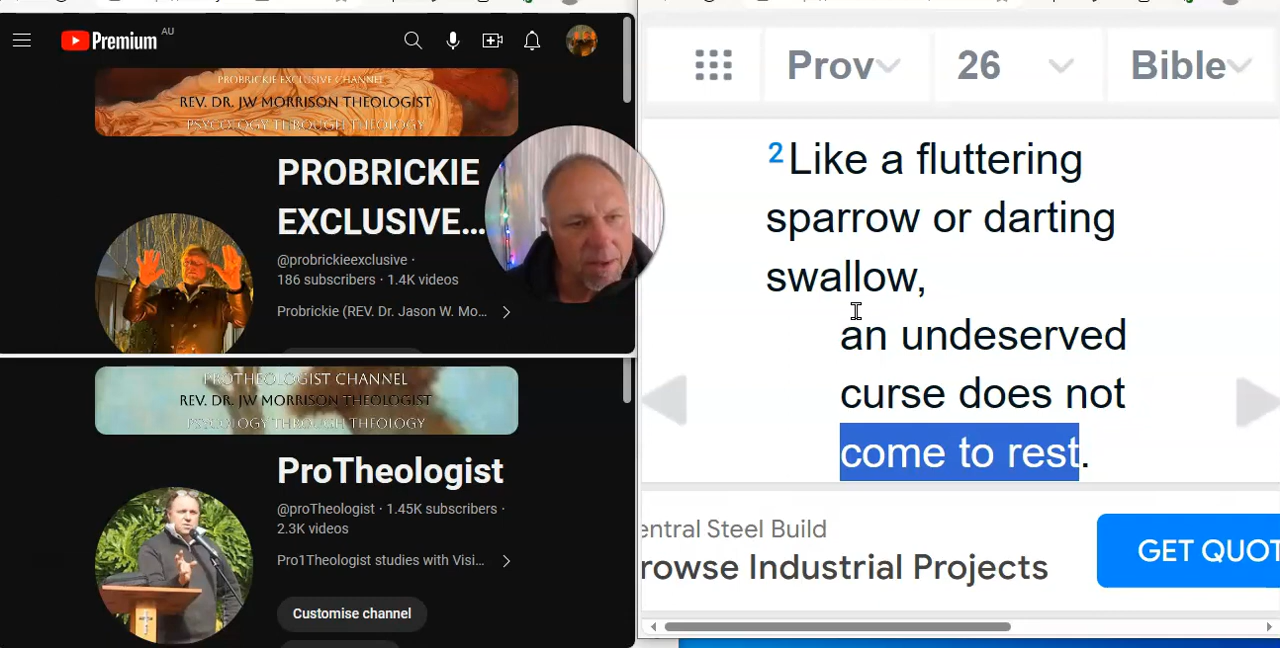 Premium AU
PROBRICKIE EXCLUSIVE CHANNEL
REV. DR. JW MORRISON THEOLOGIST
PSYCOLOGY THROUGH THEOLOGY
PROBRICKIE
EXCLUSIVE…
@probrickieexclusive ·
186 subscribers · 1.4K videos
Probrickie (REV. Dr. Jason W. Mo...
PROTHEOLOGIST CHANNEL
REV. DR. JW MORRISON THEOLOGIST
PSYCOLOGY THROUGH THEOLOGY
ProTheologist
@proTheologist · 1.45K subscribers ·
2.3K videos
Pro1Theologist studies with Visi...
Customise channel
Prov 26 Bible
2 Like a fluttering
sparrow or darting
swallow,
an undeserved
curse does not
come to rest.
entral Steel Build
rowse Industrial Projects
GET QUOT